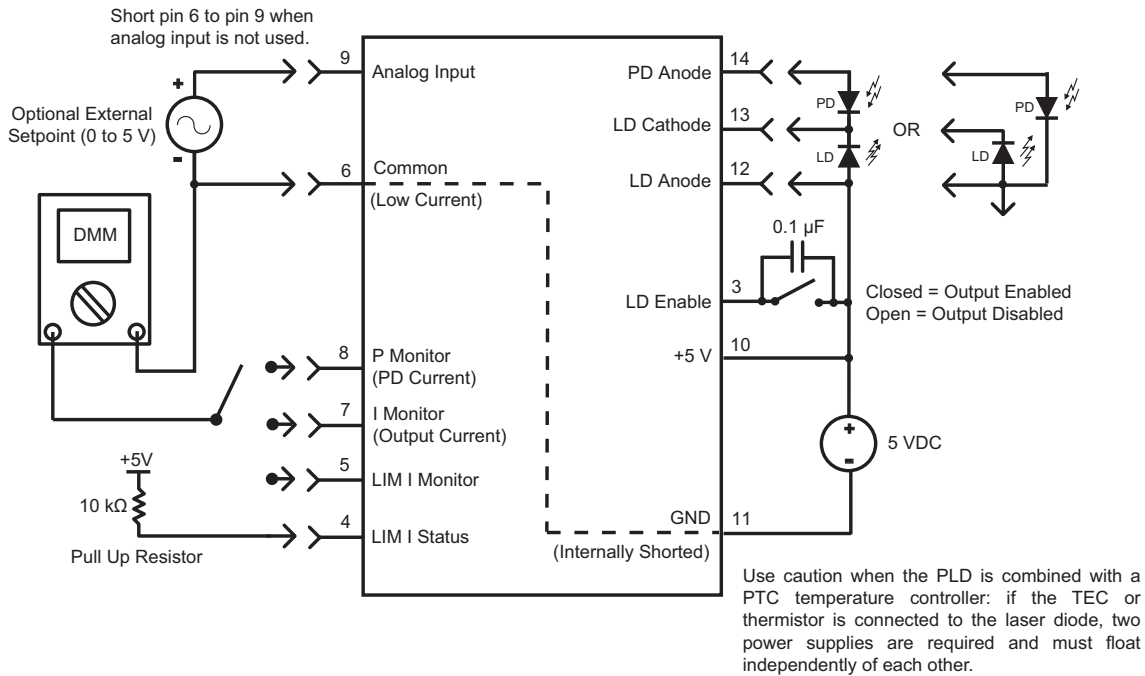 Short pin 6 to pin 9 when
analog input is not used.
9
Analog Input
+
Optional External
Setpoint (0 to 5 V)
-
6
Common
(Low Current)
DMM
8
P Monitor
(PD Current)
7
I Monitor
(Output Current)
5
LIM I Monitor
+5V
10 kΩ
4
LIM I Status
Pull Up Resistor
PD Anode
14
PD
LD Cathode
13
LD
LD Anode
12
OR
PD
LD
0.1 µF
LD Enable
3
Closed = Output Enabled
Open = Output Disabled
+5 V
10
+
5 VDC
-
GND
11
(Internally Shorted)
Use caution when the PLD is combined with a
PTC temperature controller: if the TEC or
thermistor is connected to the laser diode, two
power supplies are required and must float
independently of each other.